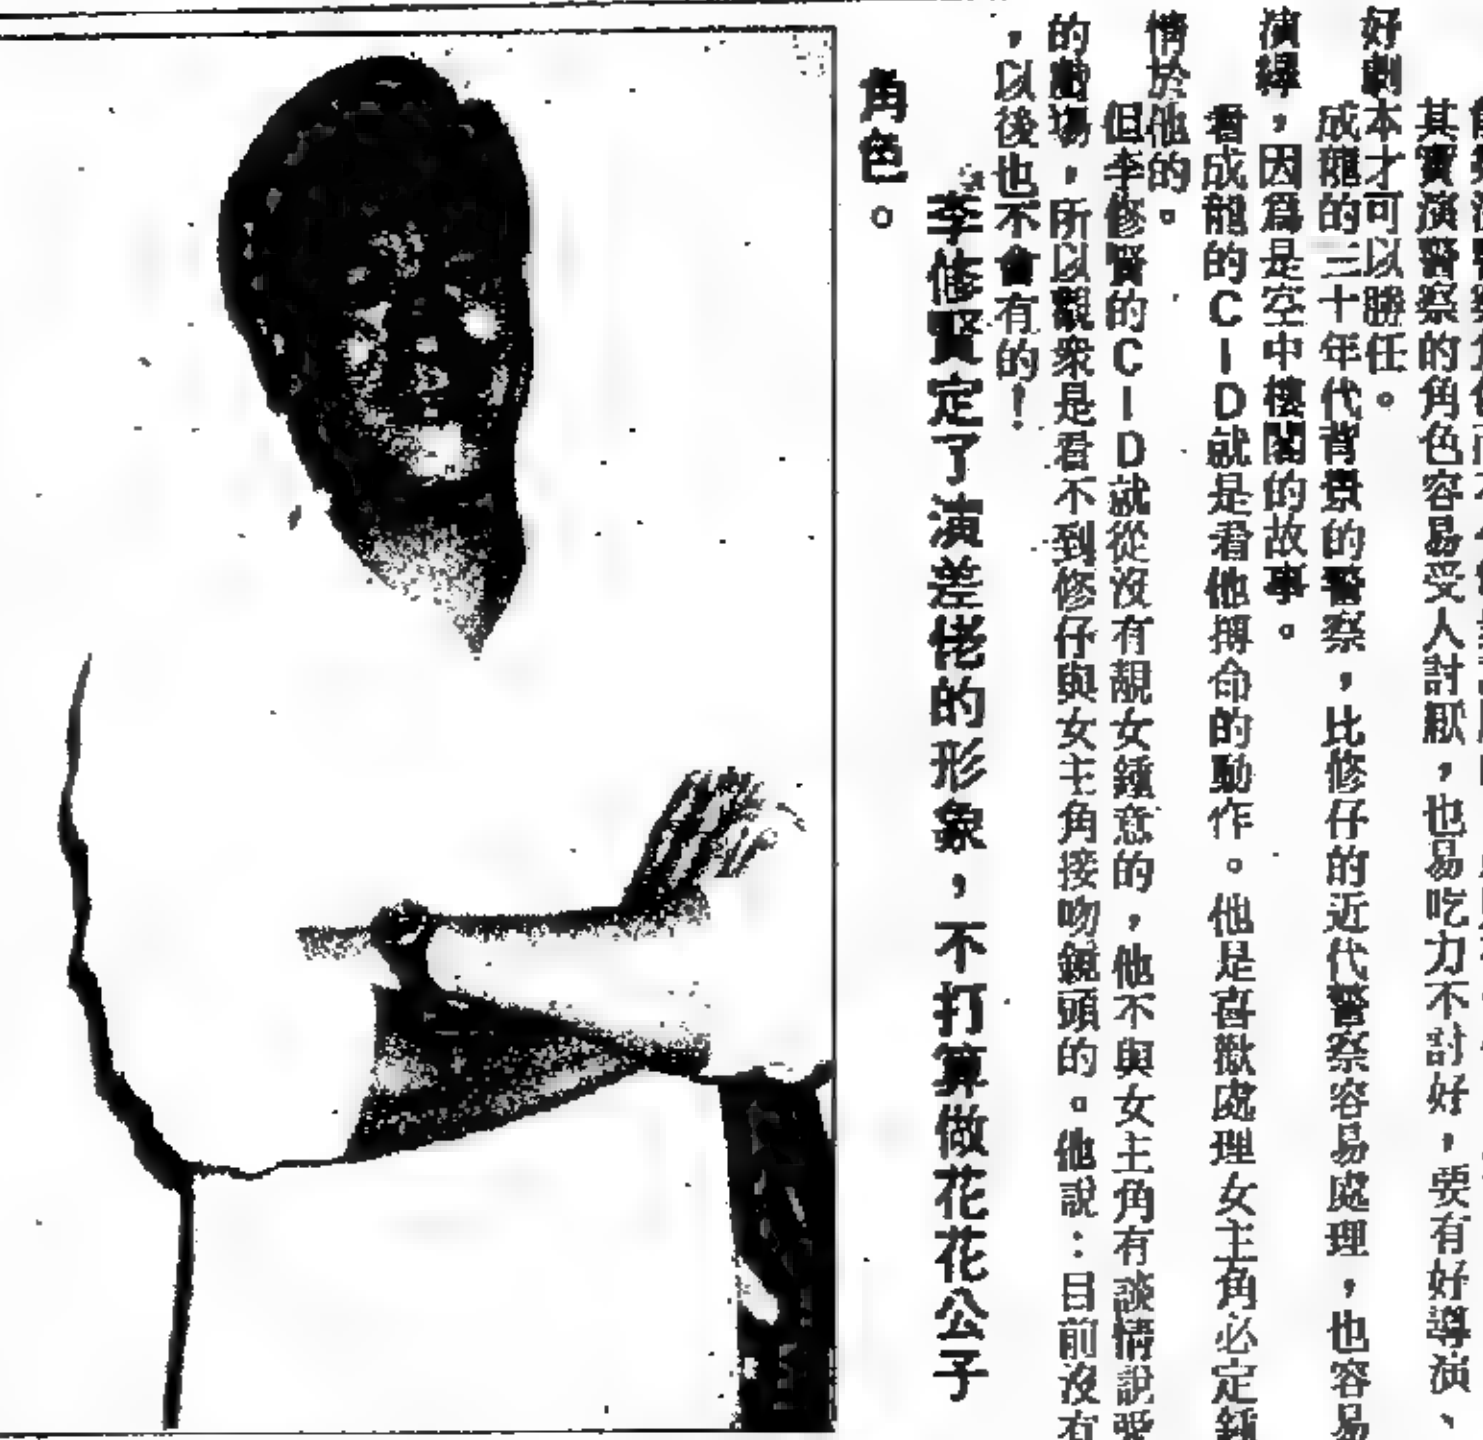 其實演警察的角色容易受人討厭，也易吃力不討好，要有好導演、
好劇本才可以勝任。
成龍的三十年代背景的警察，比修仔的近代警察容易處理，也容易
演繹，因爲是空中樓閣的故事。
看成龍的CID就是看他搏命的動作。他是喜歡處理女主角必定鍾
情於他的。
但李修賢的CID就從沒有靚女鍾意的，他不與女主角有談情說愛
的戲場，所以觀衆是看不到修仔與女主角接吻鏡頭的。他說：目前沒有
，以後也不會有的！
李修賢定了演差佬的形象，不打算做花花公子
角色。